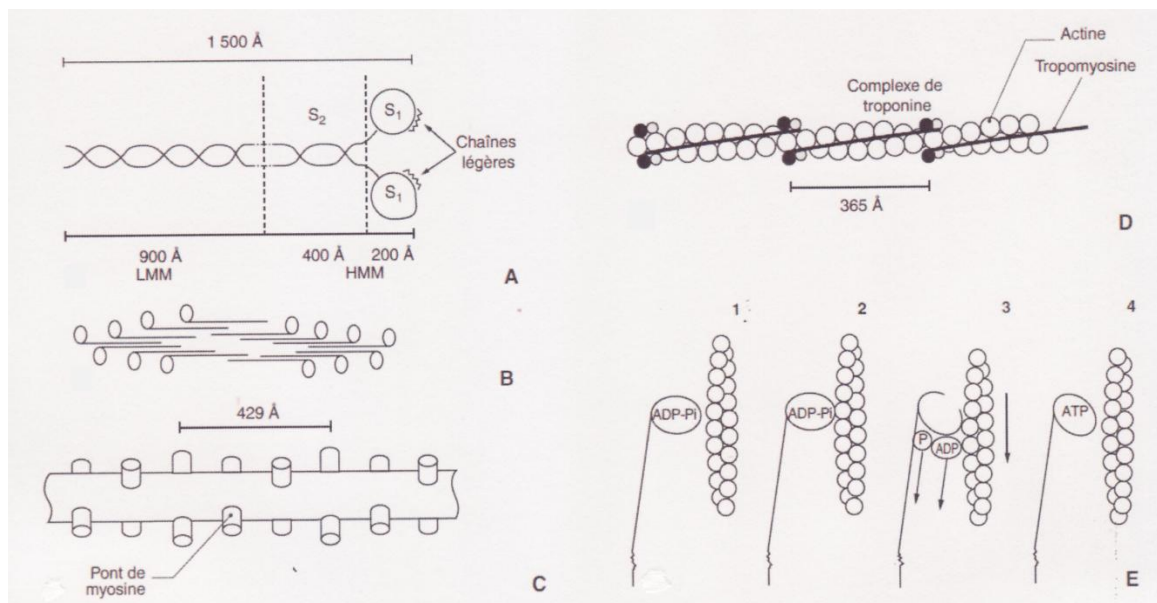 1 500 Å
S₁
S₂
Chaînes
légères
S₁
900 Å
400 Å
200 Å
LMM
HMM
A
B
429 Å
Pont de
myosine
C
Actine
Tropomyosine
Complexe de
troponine
365 Å
D
1
2
3
4
ADP-Pi
ADP-Pi
P
ADP
ATP
E